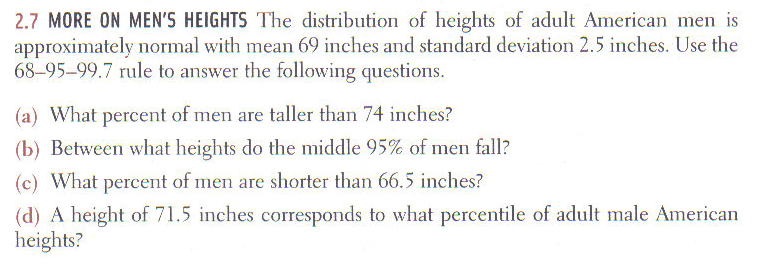 2.7 MORE ON MEN'S HEIGHTS The distribution of heights of adult American men is
approximately normal with mean 69 inches and standard deviation 2.5 inches. Use the
68–95–99.7 rule to answer the following questions.
(a) What percent of men are taller than 74 inches?
(b) Between what heights do the middle 95% of men fall?
(c) What percent of men are shorter than 66.5 inches?
(d) A height of 71.5 inches corresponds to what percentile of adult male American
heights?